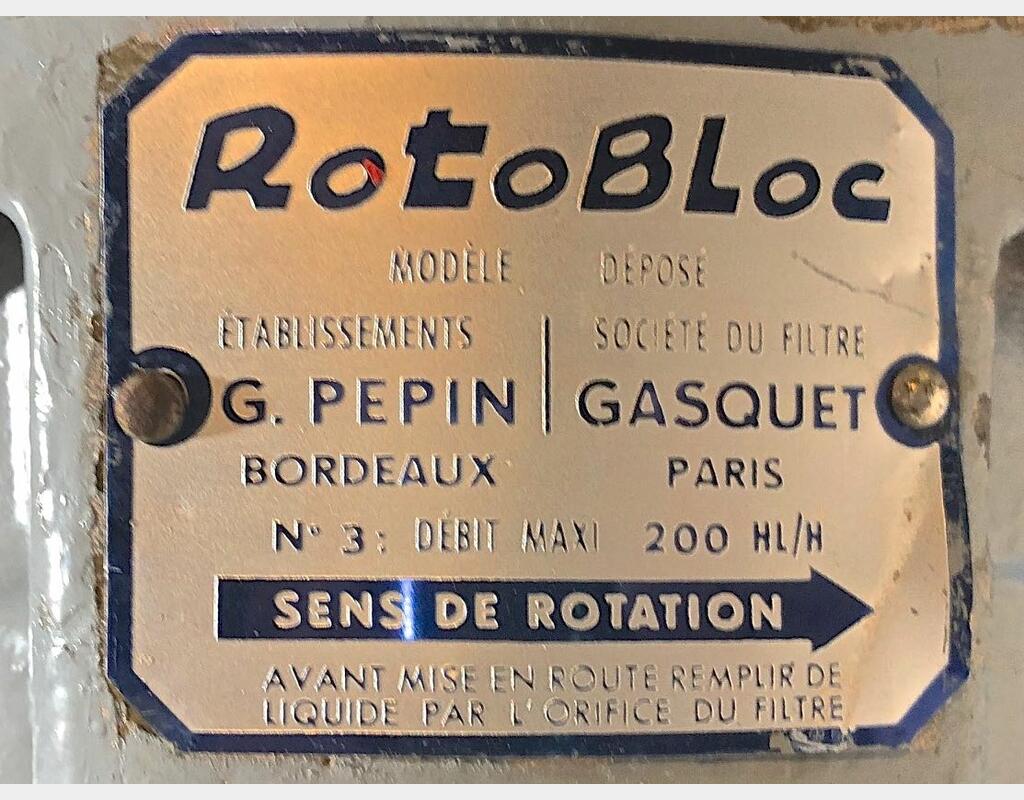 RotoBLoc
MODÈLE DÉPOSÉ
ÉTABLISSEMENTS
G. PEPIN
BORDEAUX
SOCIÉTÉ DU FILTRE
GASQUET
PARIS
N° 3: DÉBIT MAXI 200 HL/H
SENS DE ROTATION
AVANT MISE EN ROUTE REMPLIR DE
LIQUIDE PAR L'ORIFICE DU FILTRE